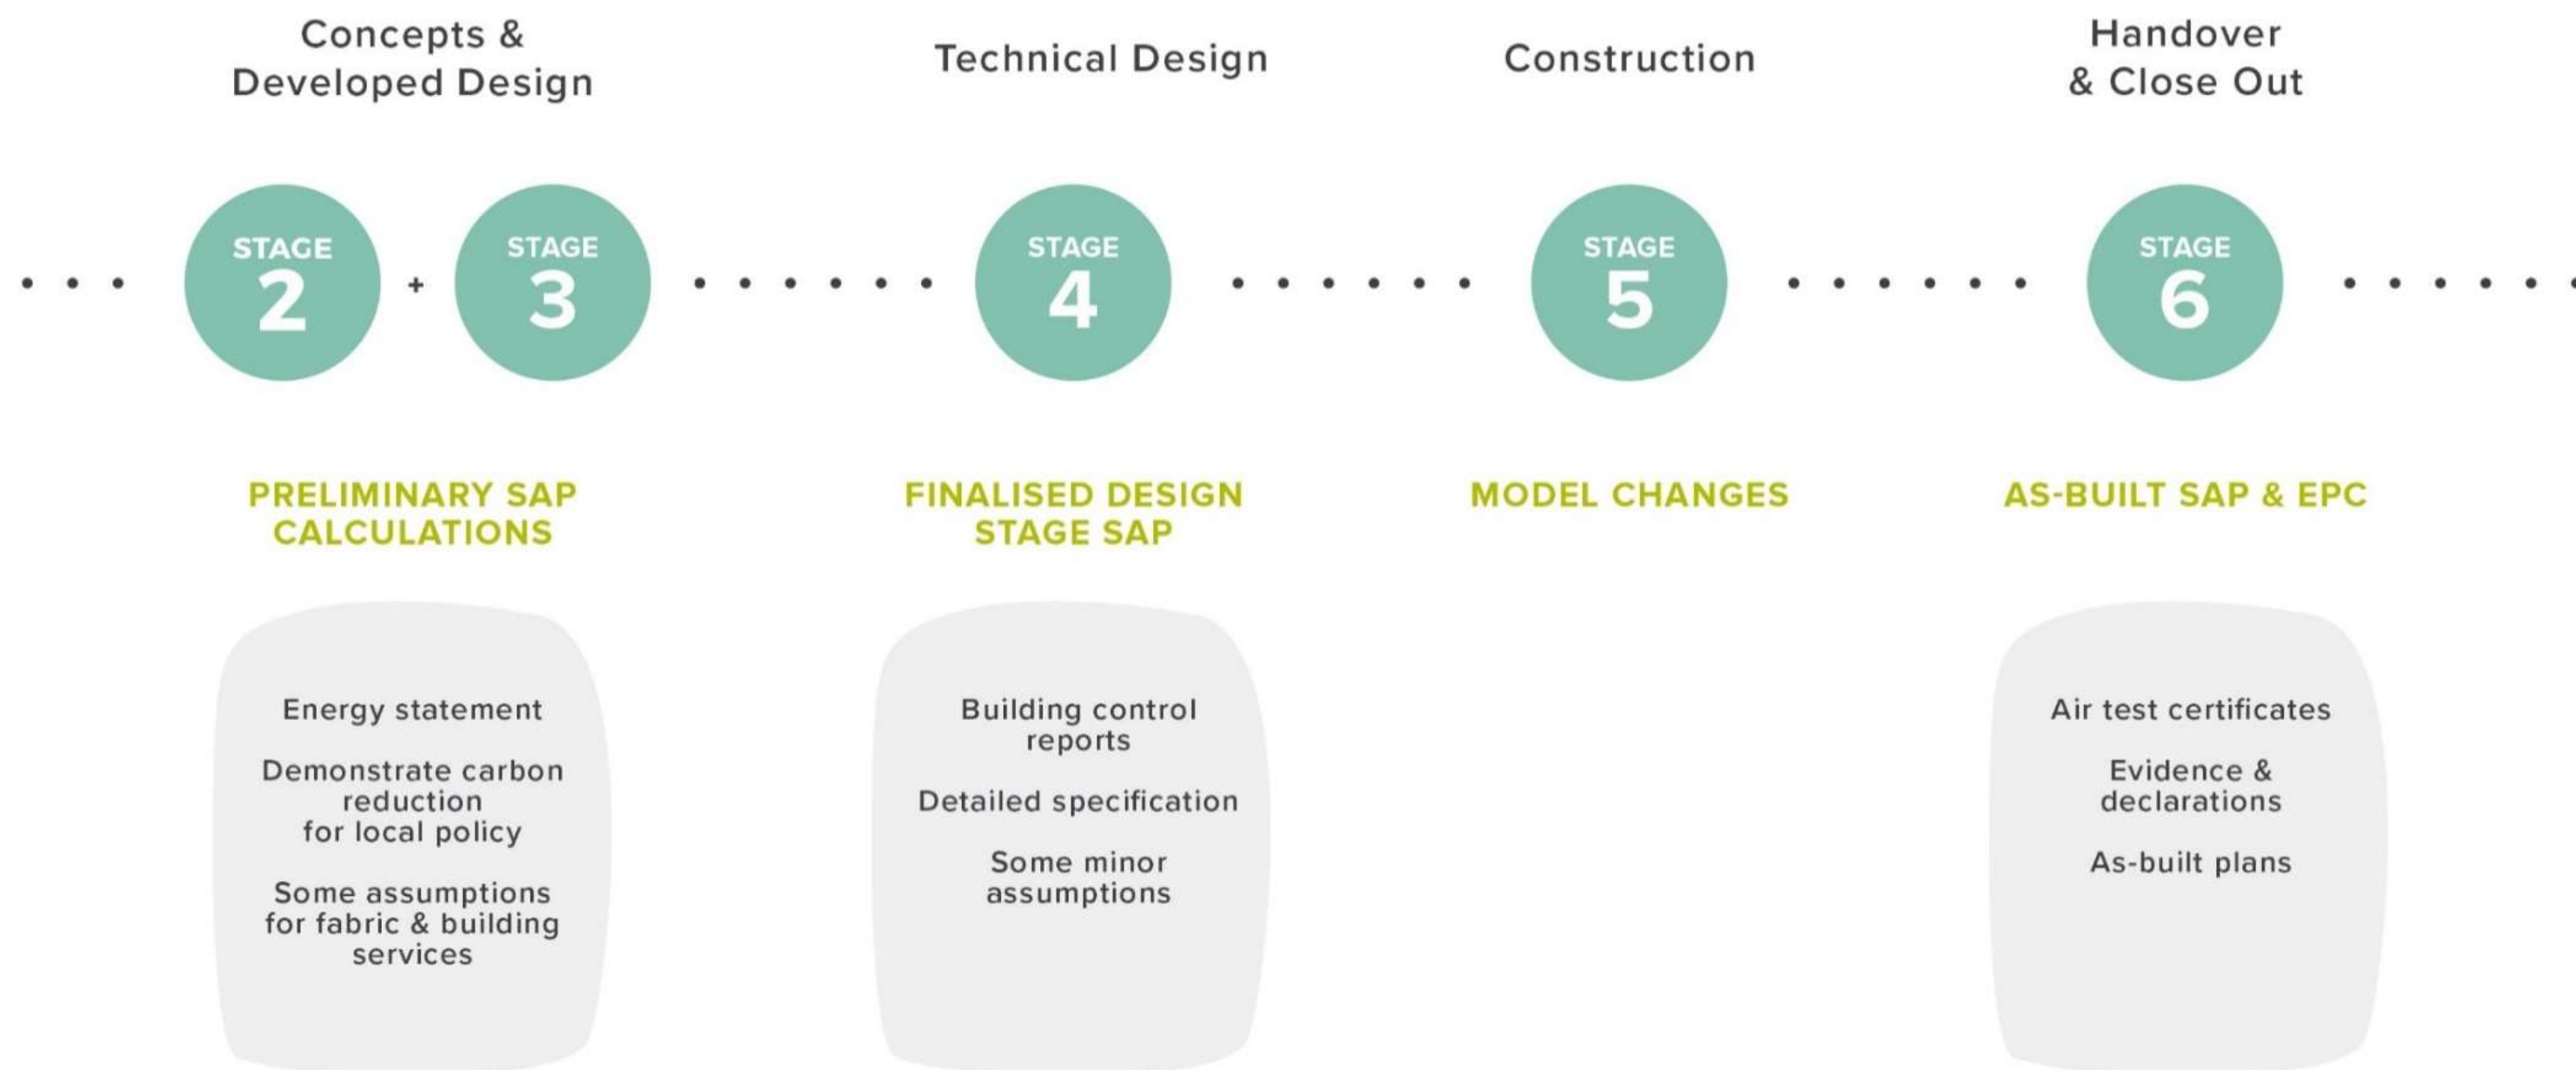 Concepts &
Developed Design
Technical Design
Construction
Handover
& Close Out
STAGE
2
+
STAGE
3
STAGE
4
STAGE
5
STAGE
6
PRELIMINARY SAP
CALCULATIONS
FINALISED DESIGN
STAGE SAP
MODEL CHANGES
AS-BUILT SAP & EPC
Energy statement
Demonstrate carbon
reduction
for local policy
Some assumptions
for fabric & building
services
Building control
reports
Detailed specification
Some minor
assumptions
Air test certificates
Evidence &
declarations
As-built plans